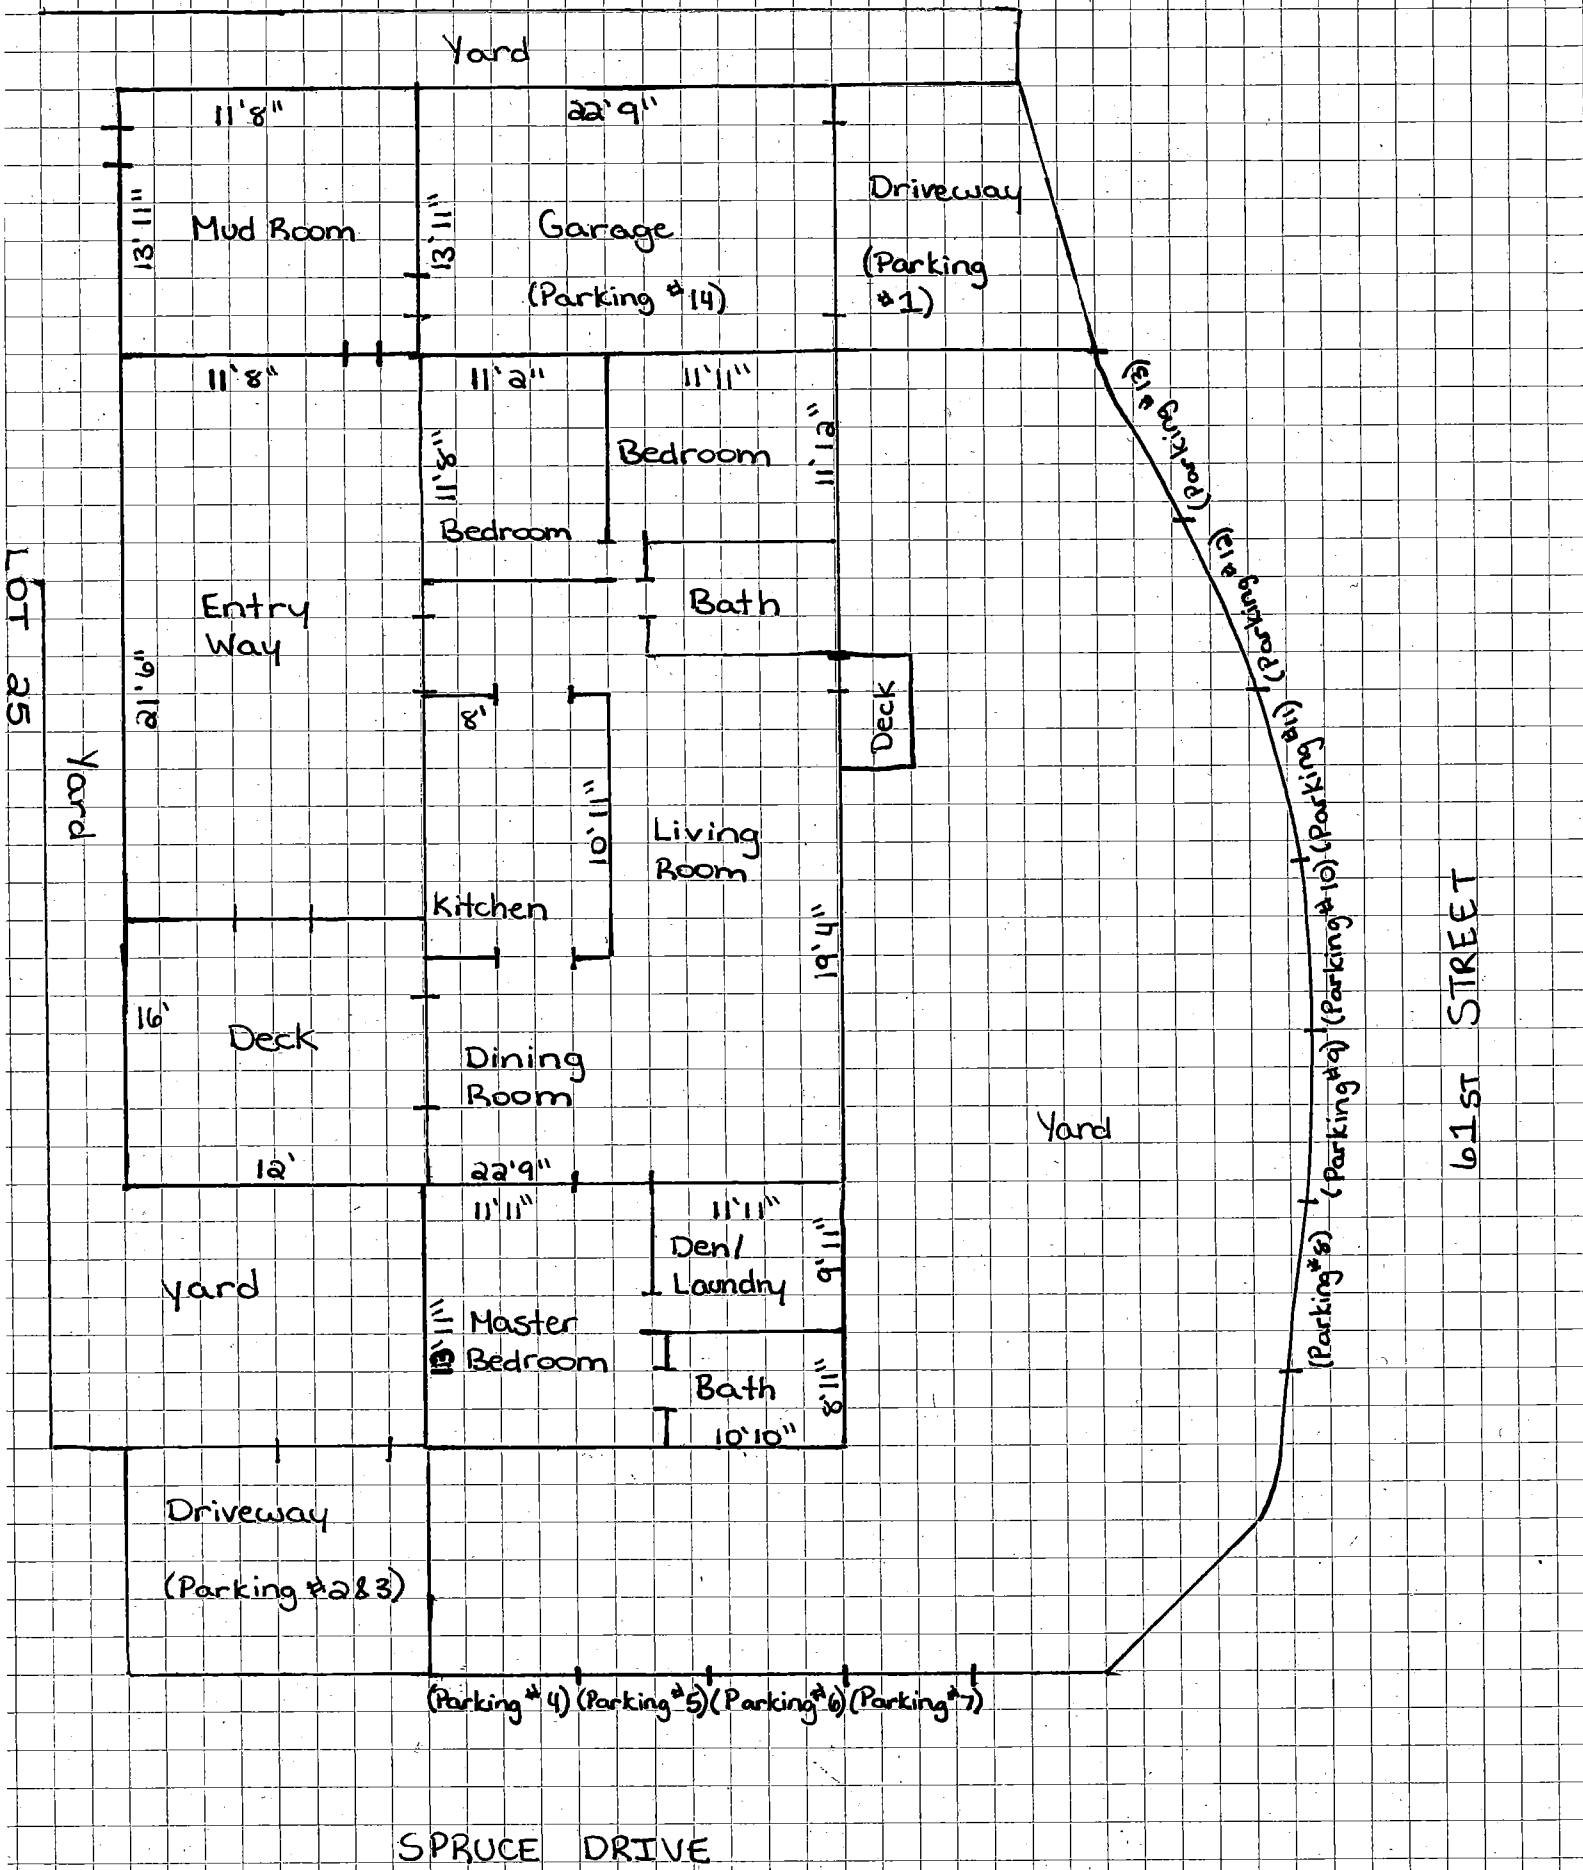 Yard
11'8"
22'9"
13'11"
Mud Room
13'11"
Garage
(Parking #14)
Driveway
(Parking
#1)
11'8"
11'2"
11'11"
11'8"
Bedroom
Bedroom
11'2"
(Parking #13)
(Parking #12)
Entry
Way
Bath
21'9"
LOT 25
Yard
8'
Deck
(Parking #11)
10'11"
Living
Room
Kitchen
19'4"
(Parking #10)
61ST STREET
16'
Deck
Dining
Room
Yard
(Parking #9)
12'
22'9"
11'11"
11'11"
Den/
Laundry
9'11"
yard
13'11"
Master
Bedroom
(Parking #8)
Bath
8'11"
10'10"
Driveway
(Parking #2&3)
(Parking #4) (Parking #5) (Parking #6) (Parking #7)
SPRUCE DRIVE